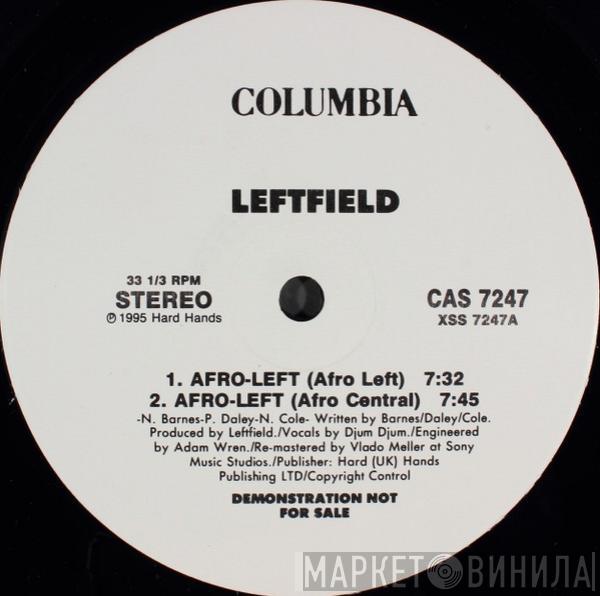 COLUMBIA
LEFTFIELD
33 1/3 RPM
STEREO
℗ 1995 Hard Hands
CAS 7247
XSS 7247A
1. AFRO-LEFT (Afro Left) 7:32
2. AFRO-LEFT (Afro Central) 7:45
-N. Barnes-P. Daley-N. Cole- Written by Barnes/Daley/Cole.
Produced by Leftfield./Vocals by Djum Djum./Engineered
by Adam Wren./Re-mastered by Vlado Meller at Sony
Music Studios./Publisher: Hard (UK) Hands
Publishing LTD/Copyright Control
DEMONSTRATION NOT
FOR SALE
МАРКЕТ ВИНИЛА